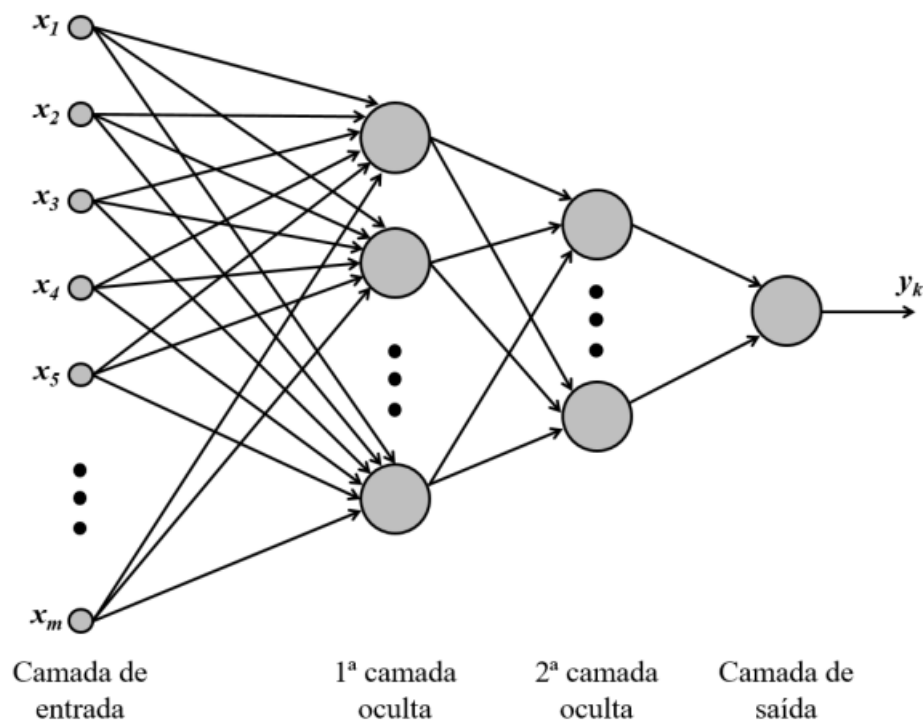 x1
x2
x3
x4
x5
xm
yk
Camada de
entrada
1ª camada
oculta
2ª camada
oculta
Camada de
saída